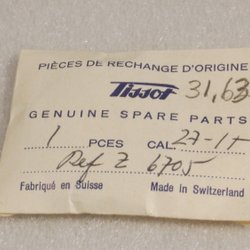 PIÈCES DE RECHANGE D'ORIGINE
Tissot 31,63
GENUINE SPARE PARTS
1 PCES CAL. 27-1T
Ref Z 6705
Fabriqué en Suisse Made in Switzerland